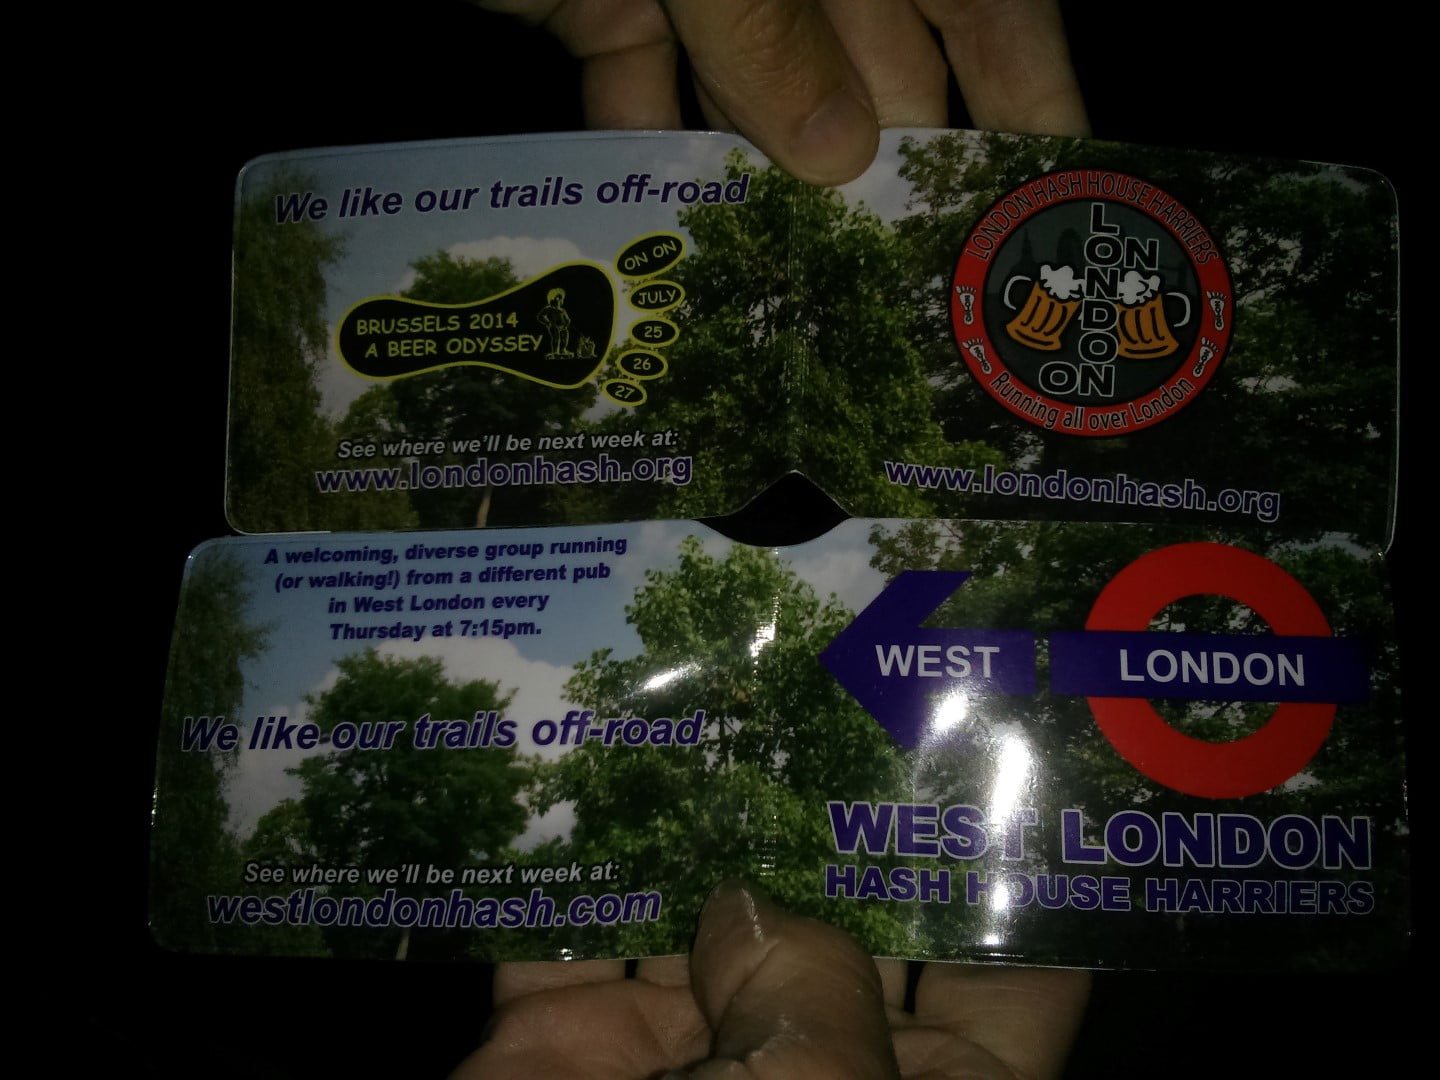 We like our trails off-road
BRUSSELS 2014
A BEER ODYSSEY
ON ON
JULY
25
26
27
See where we'll be next week at:
www.londonhash.org
LONDON HASH HOUSE HARRIERS
LONDON
ON
ON
Running all over London
www.londonhash.org
A welcoming, diverse group running
(or walking!) from a different pub
in West London every
Thursday at 7:15pm.
We like our trails off-road
See where we'll be next week at:
westlondonhash.com
WEST
LONDON
WEST LONDON
HASH HOUSE HARRIERS